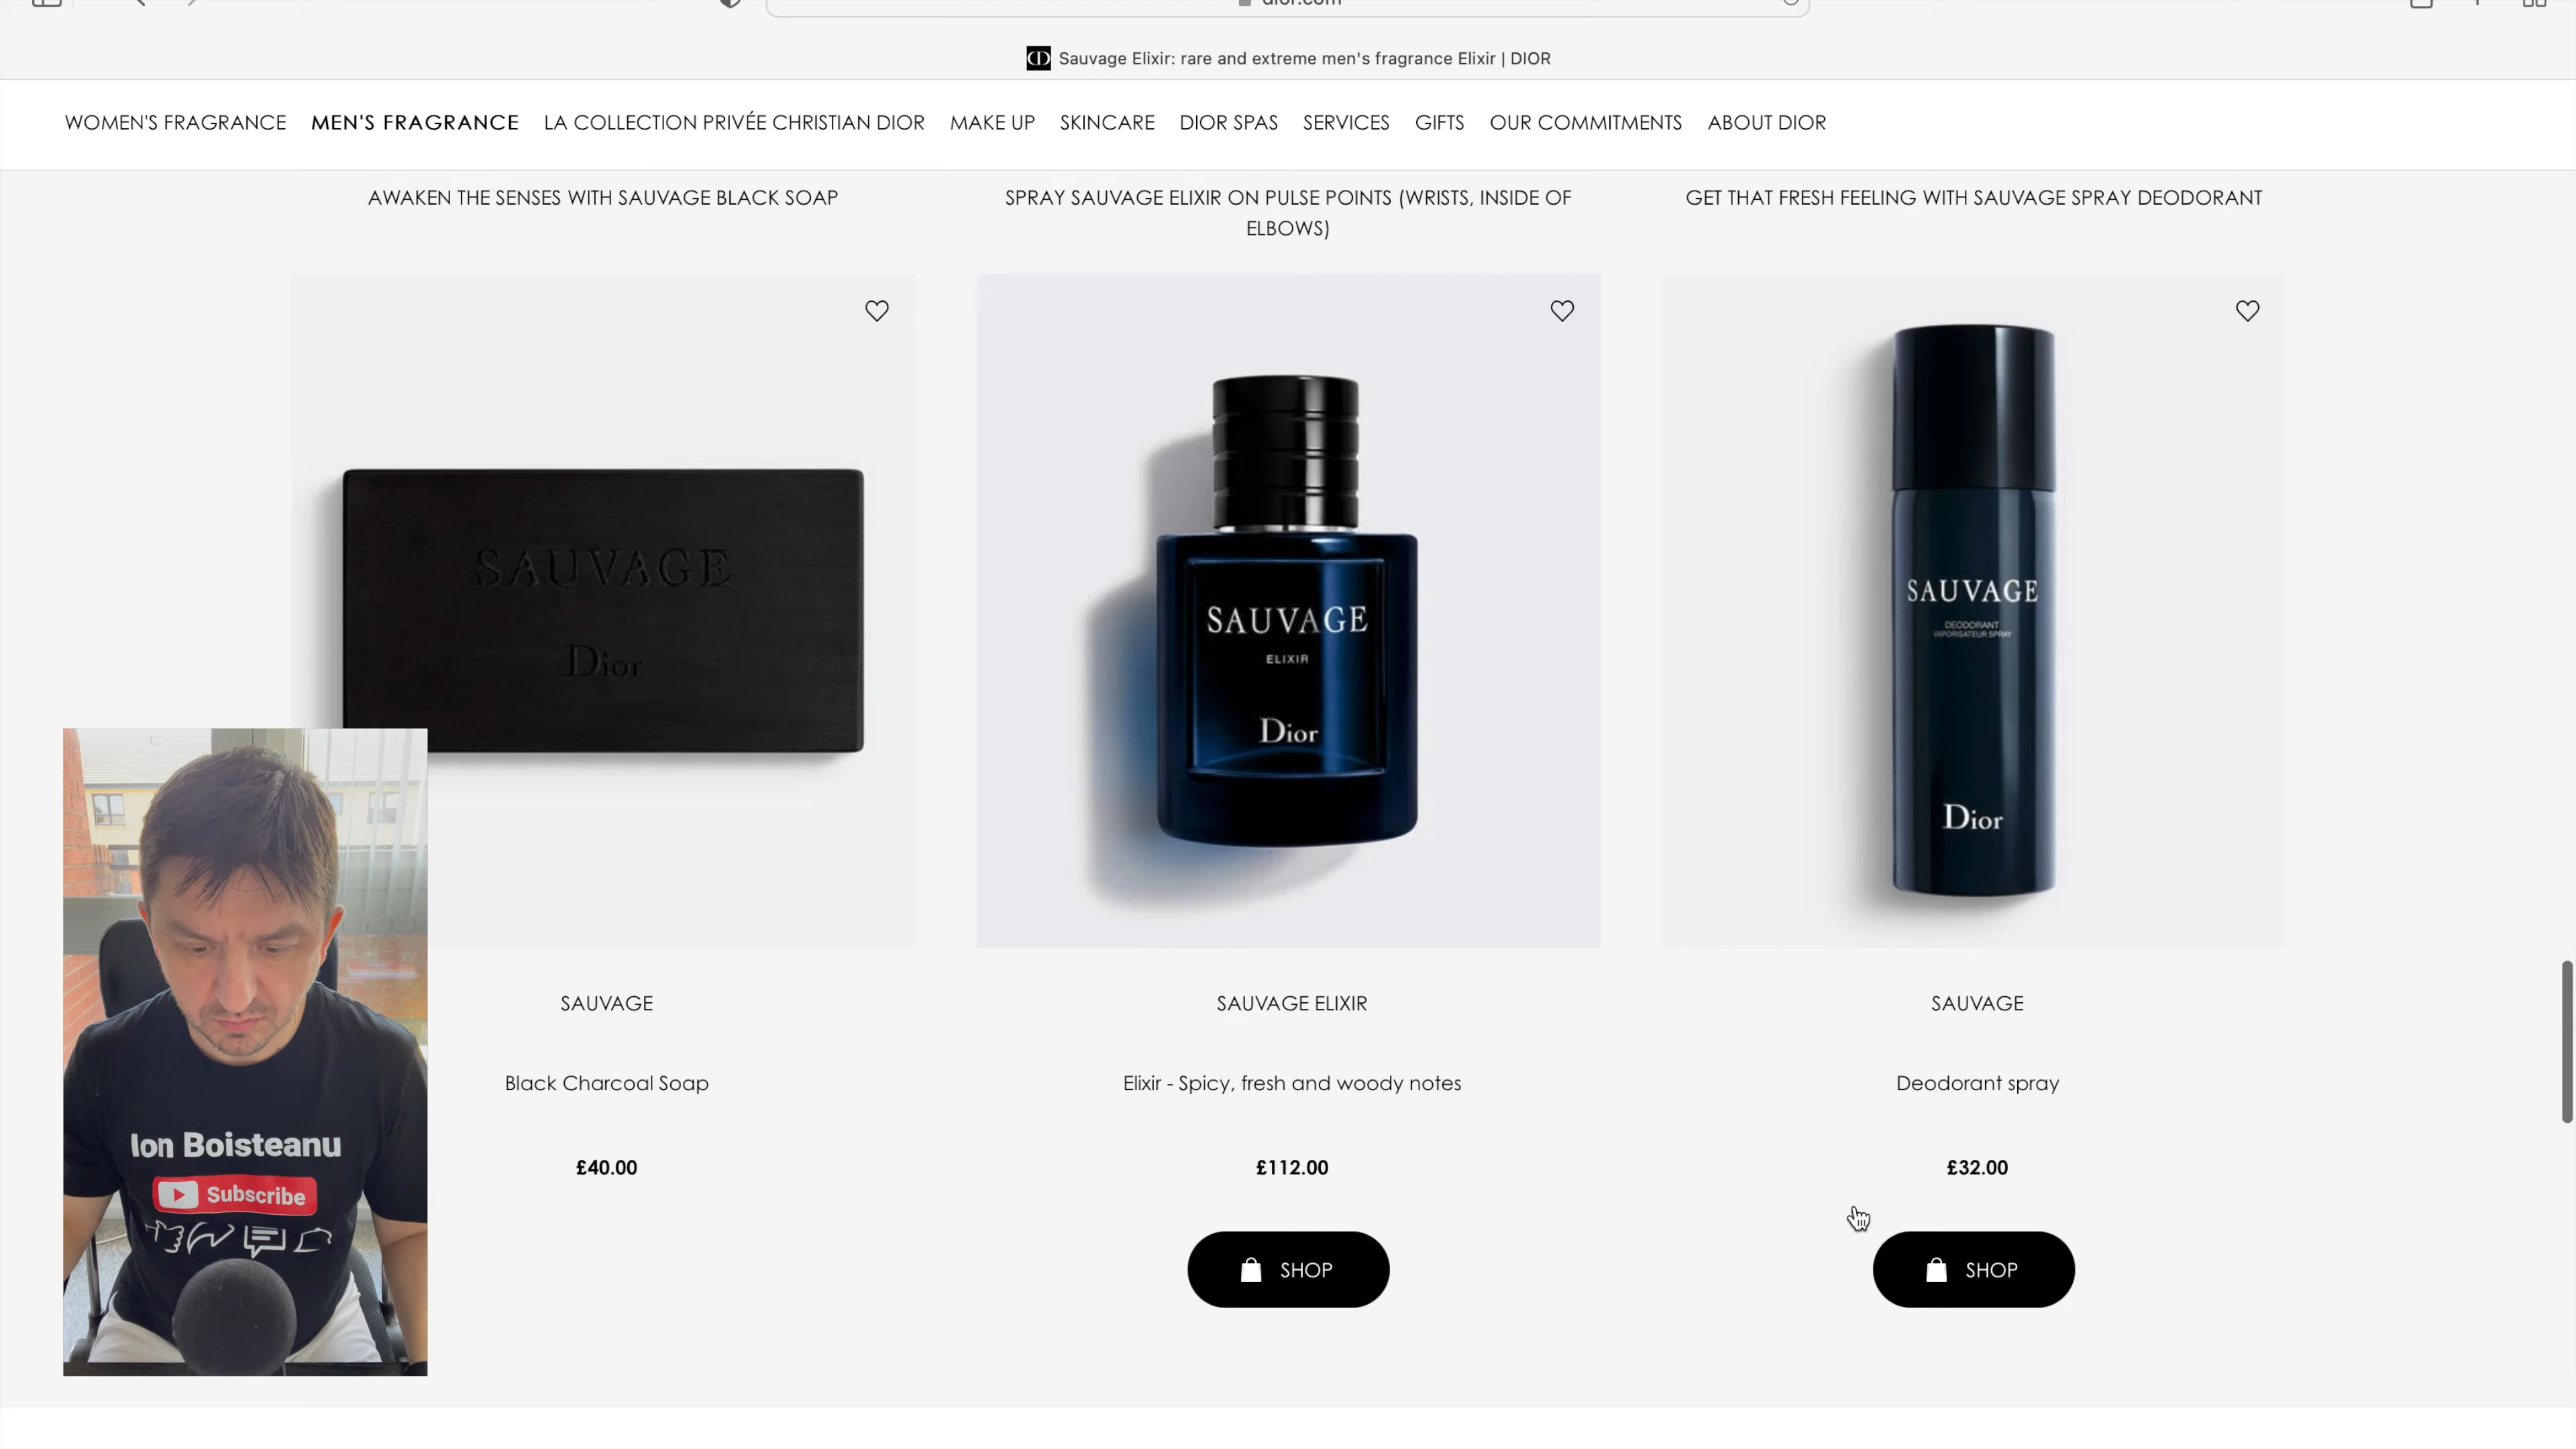 Sauvage Elixir: rare and extreme men's fragrance Elixir | DIOR
WOMEN'S FRAGRANCE MEN'S FRAGRANCE LA COLLECTION PRIVÉE CHRISTIAN DIOR MAKE UP SKINCARE DIOR SPAS SERVICES GIFTS OUR COMMITMENTS ABOUT DIOR
AWAKEN THE SENSES WITH SAUVAGE BLACK SOAP
SPRAY SAUVAGE ELIXIR ON PULSE POINTS (WRISTS, INSIDE OF
ELBOWS)
GET THAT FRESH FEELING WITH SAUVAGE SPRAY DEODORANT
SAUVAGE
Dior
SAUVAGE
ELIXIR
Dior
SAUVAGE
DEODORANT
VAPORISATEUR SPRAY
Dior
SAUVAGE
Black Charcoal Soap
£40.00
SAUVAGE ELIXIR
Elixir - Spicy, fresh and woody notes
£112.00
SHOP
SAUVAGE
Deodorant spray
£32.00
SHOP
Ion Boisteanu
Subscribe